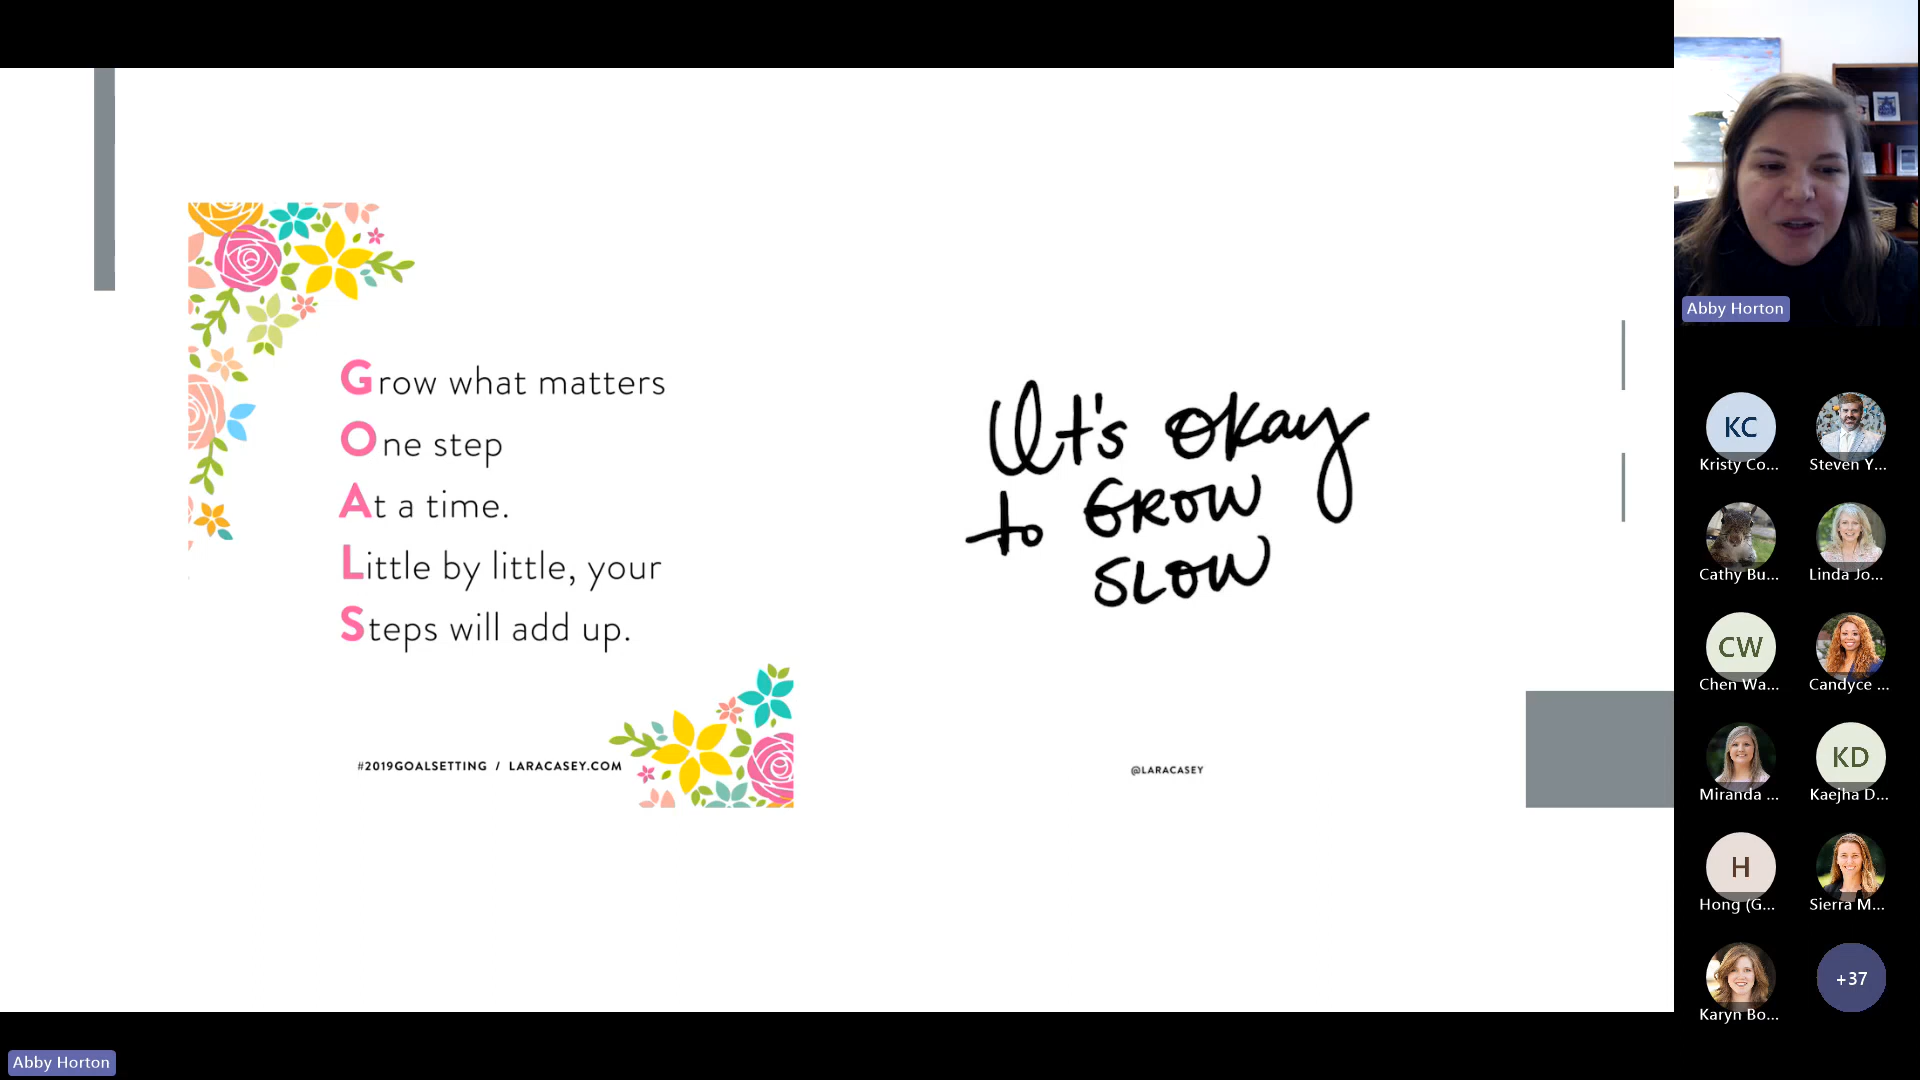 Grow what matters
One step
At a time.
Little by little, your
Steps will add up.
#2019GOALSETTING / LARACASEY.COM
It's okay
to GROW
SLOW
@LARACASEY
Abby Horton
KC
Kristy Co...
Steven Y...
Cathy Bu...
Linda Jo...
CW
Chen Wa...
Candyce ...
Miranda ...
KD
Kaejha D...
H
Hong (G...
Sierra M...
Karyn Bo...
+37
Abby Horton